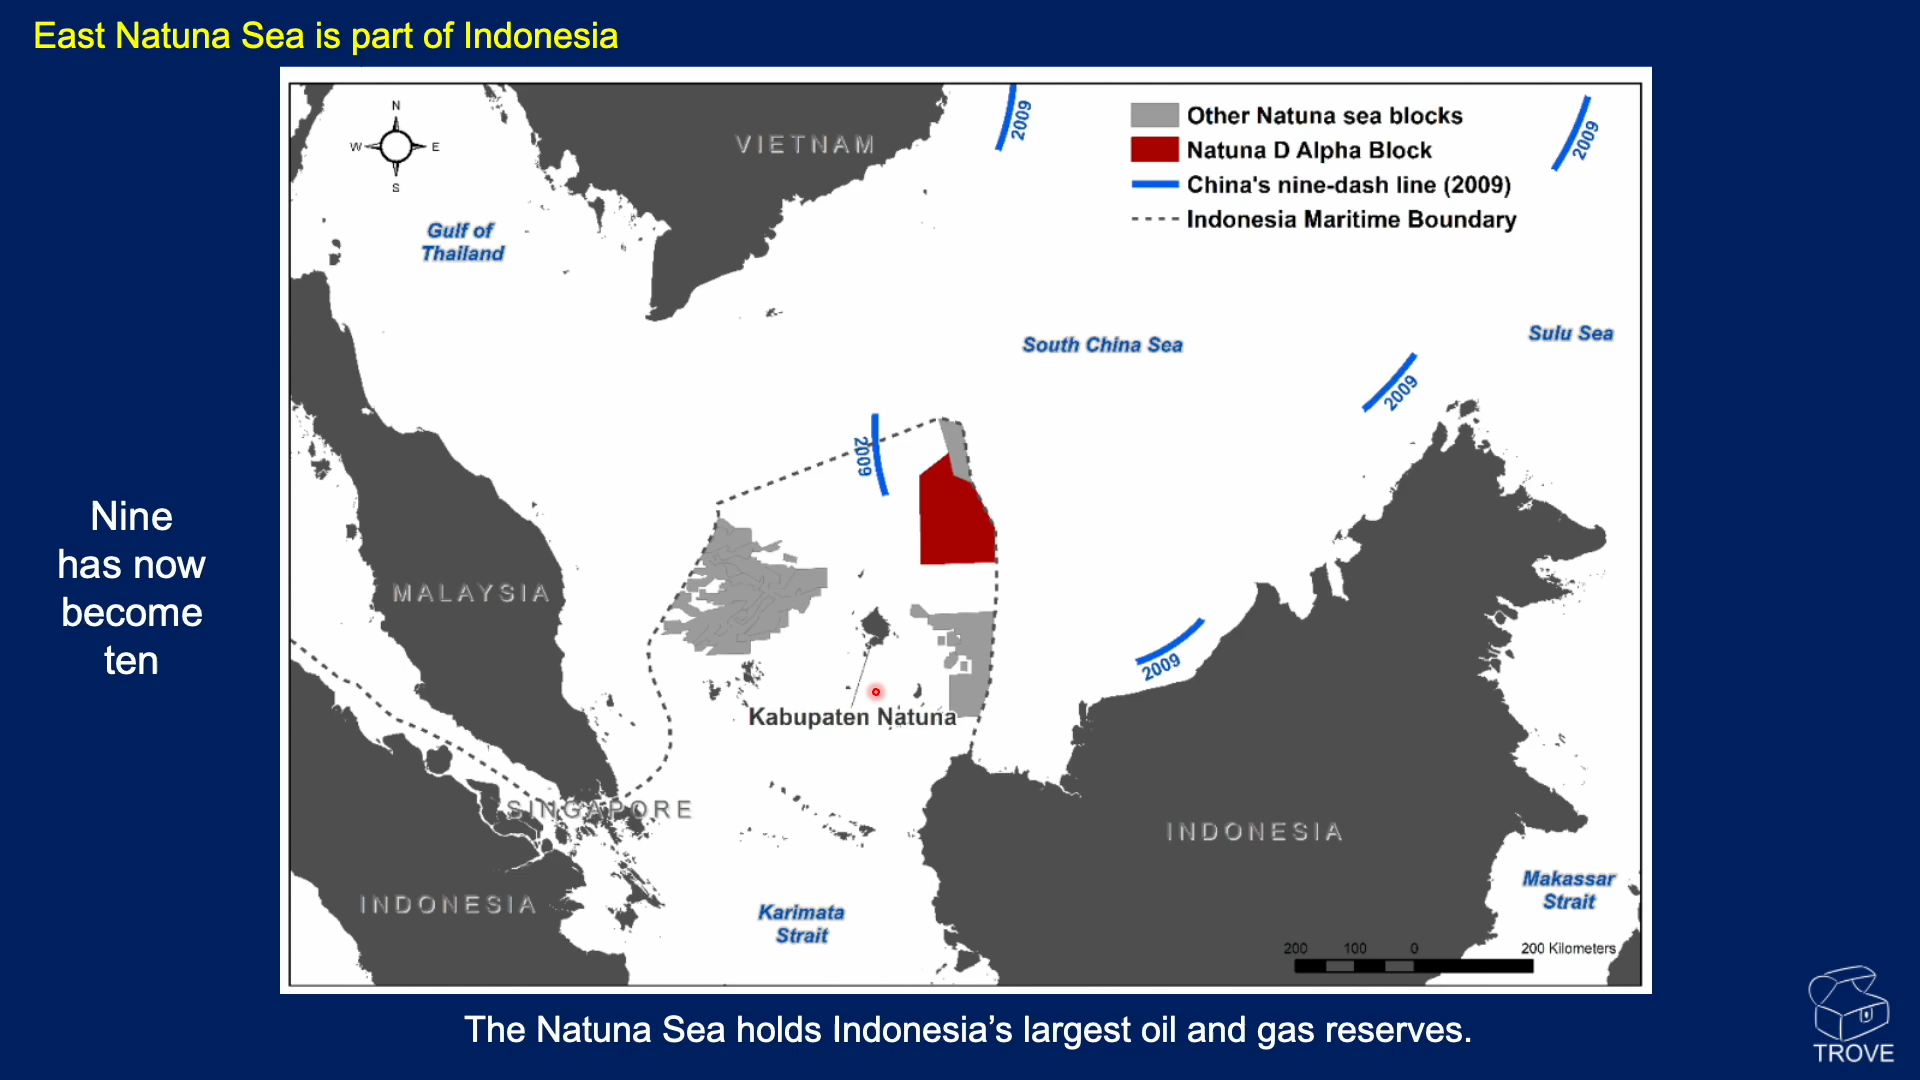 East Natuna Sea is part of Indonesia
N
W
E
S
VIETNAM
2009
2009
Other Natuna sea blocks
Natuna D Alpha Block
China's nine-dash line (2009)
Indonesia Maritime Boundary
Gulf of
Thailand
South China Sea
Sulu Sea
2009
2009
Nine
has now
become
ten
MALAYSIA
2009
Kabupaten Natuna
SINGAPORE
INDONESIA
INDONESIA
Karimata
Strait
Makassar
Strait
200 100 0 200 Kilometers
The Natuna Sea holds Indonesia’s largest oil and gas reserves.
TROVE